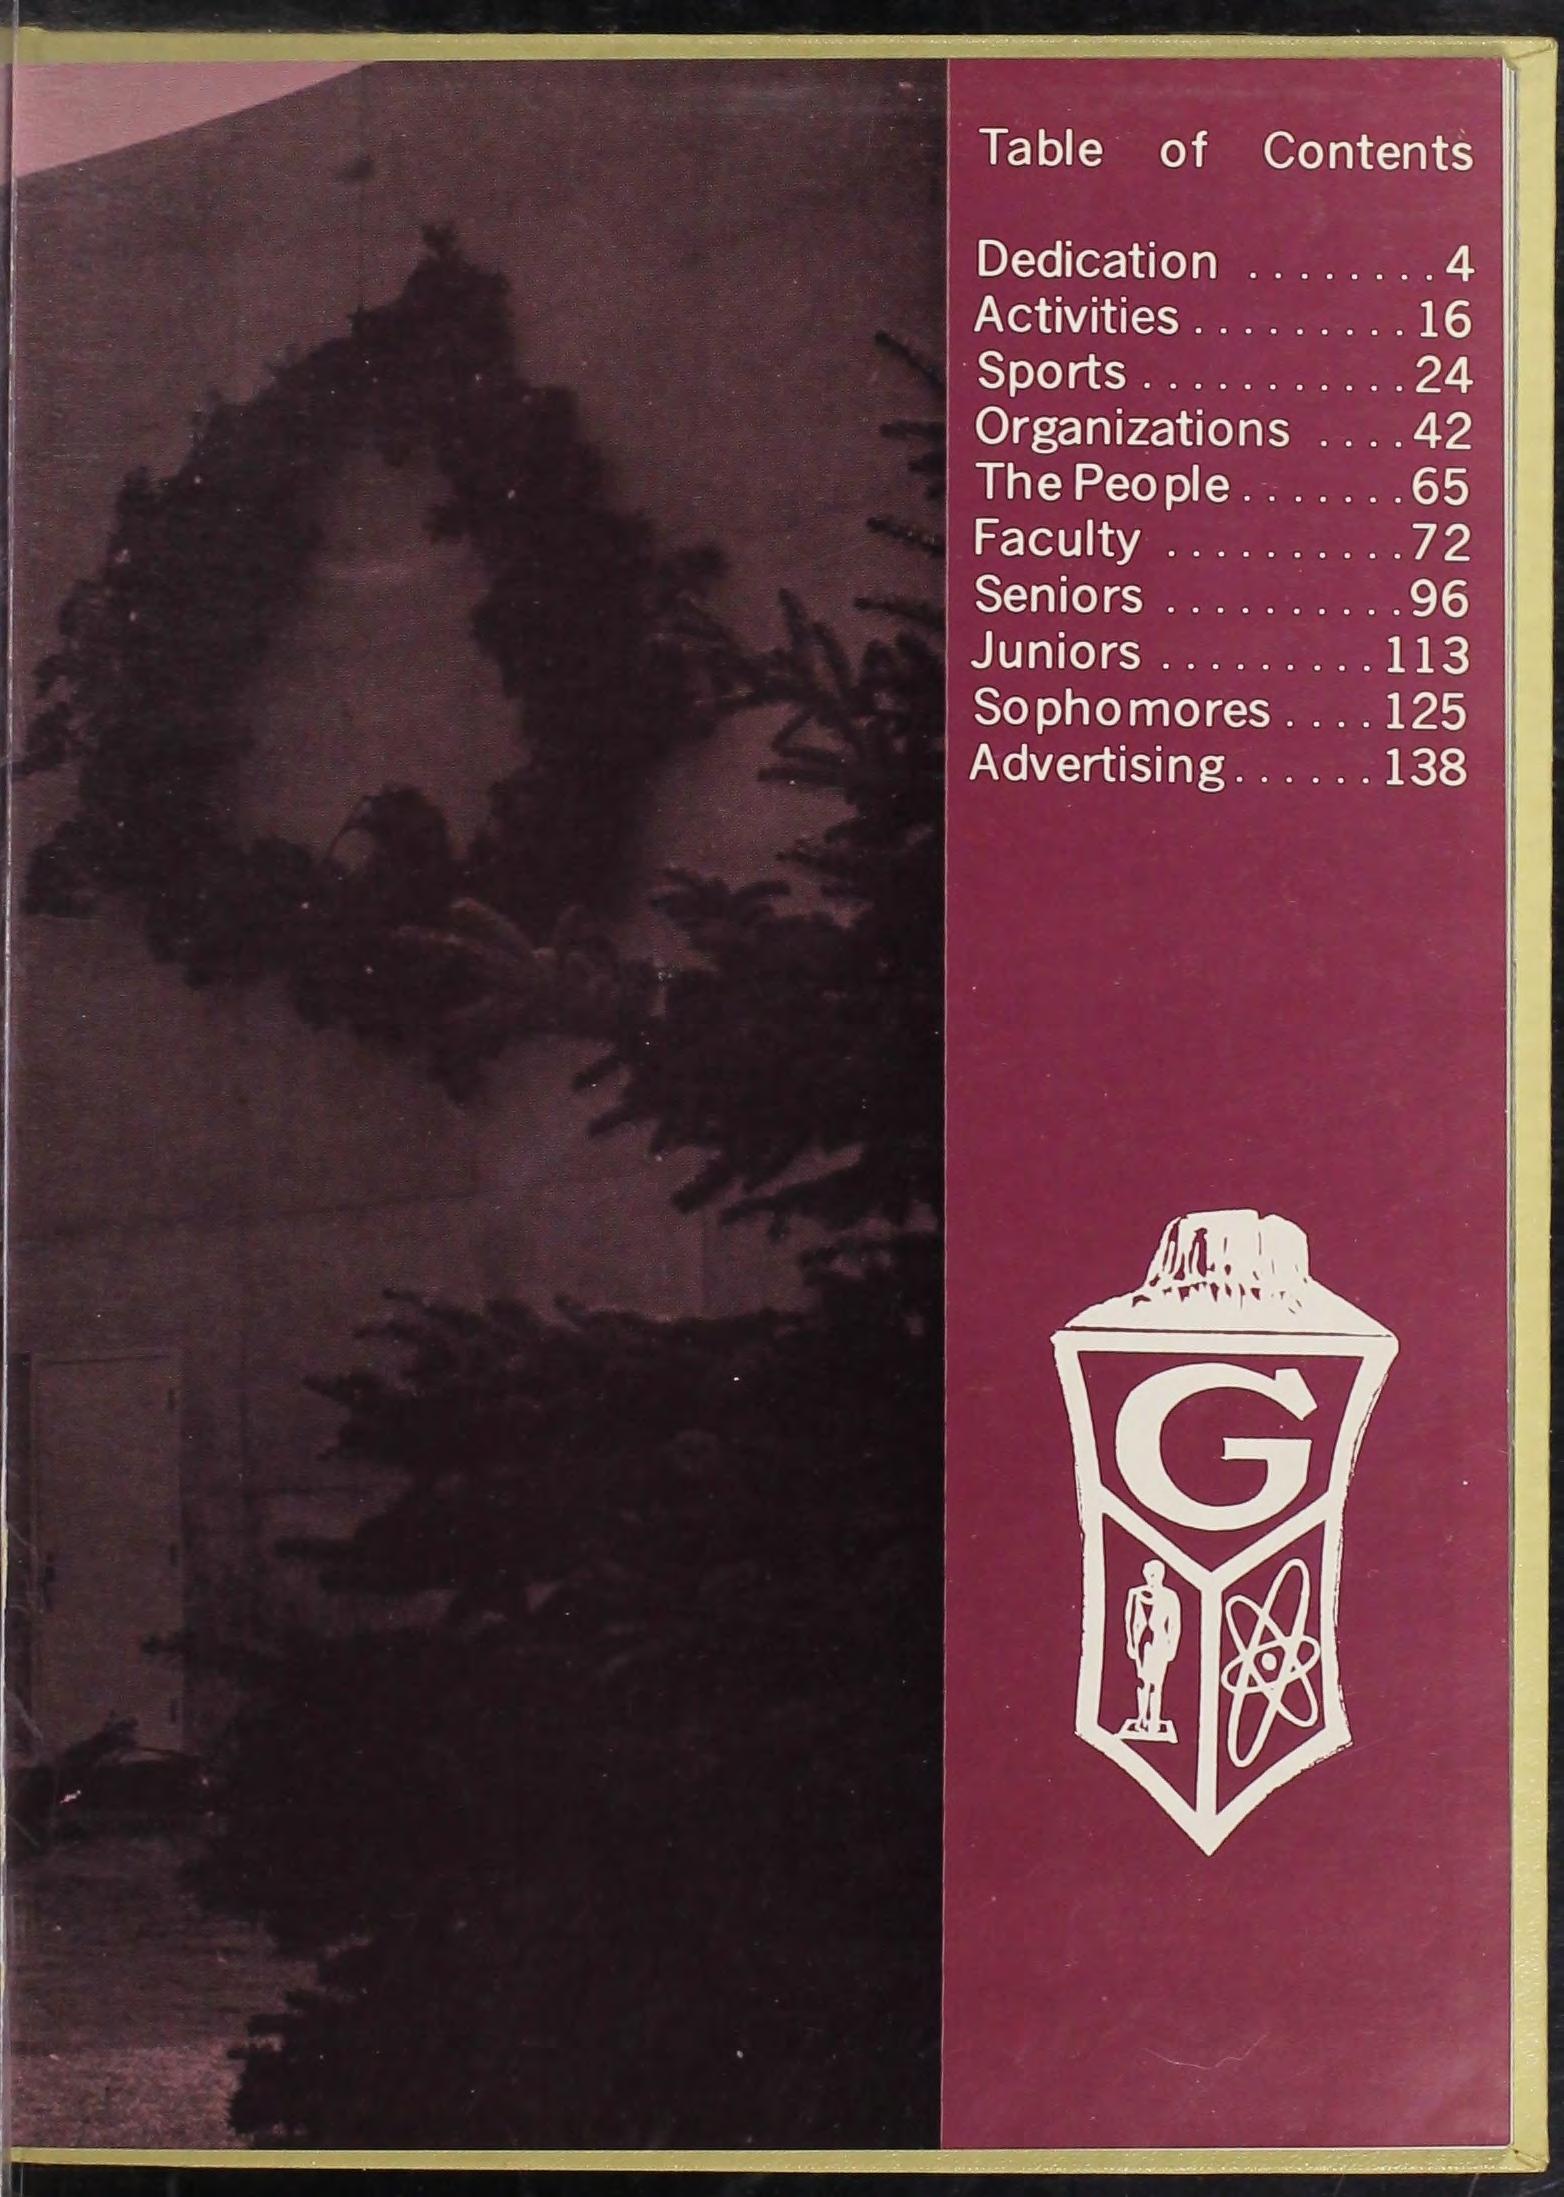 Table of Contents
Dedication ........4
Activities.........16
Sports...........24
Organizations ....42
The People.......65
Faculty ..........72
Seniors ..........96
Juniors .........113
Sophomores....125
Advertising......138
G